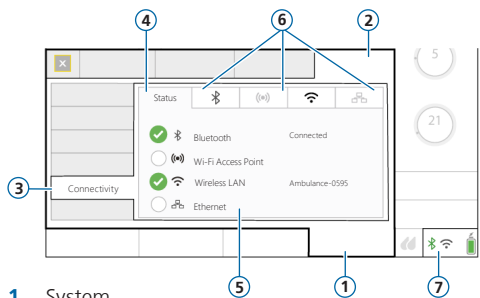 4
6
2
5
Status
21
Bluetooth Connected
Wi-Fi Access Point
3
Connectivity
Wireless LAN Ambulance-0595
Ethernet
5
1
7
1 System